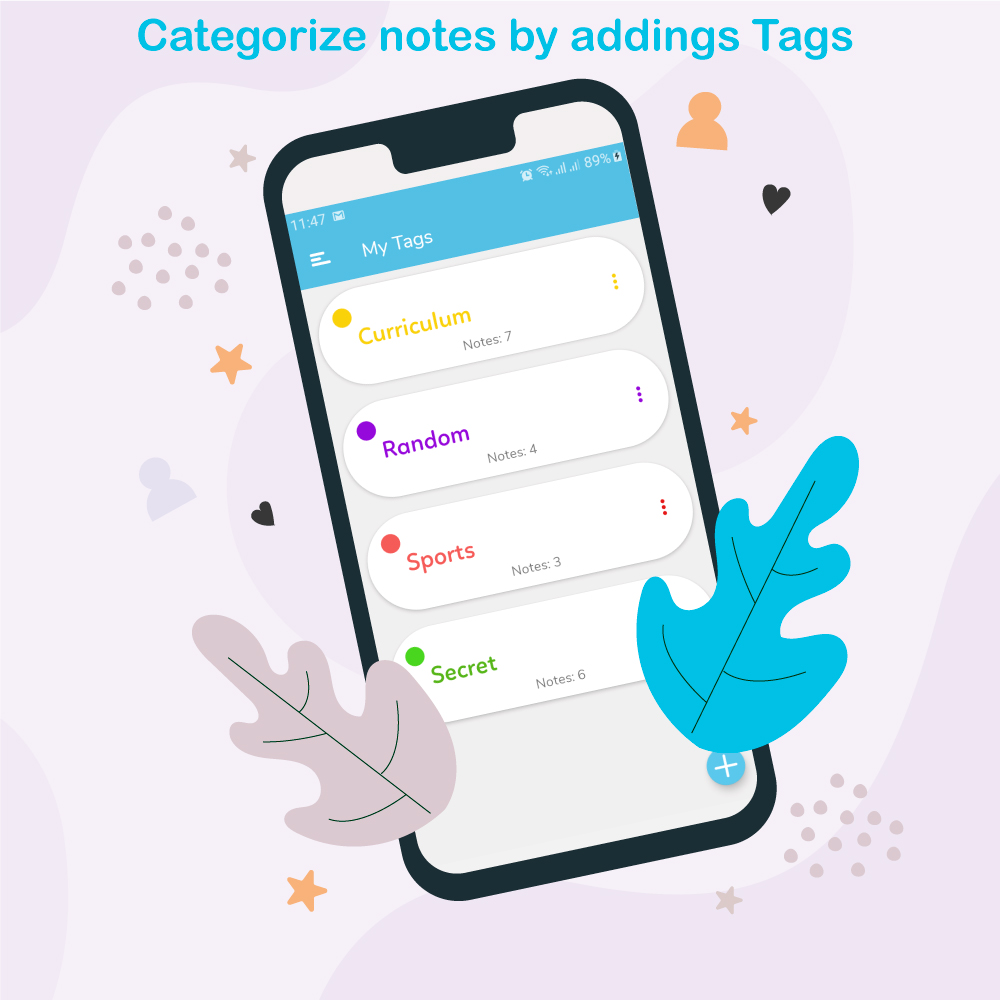 Categorize notes by addings Tags
11:47
89%
My Tags
Curriculum
Notes: 7
Random
Notes: 4
Sports
Notes: 3
Secret
Notes: 6